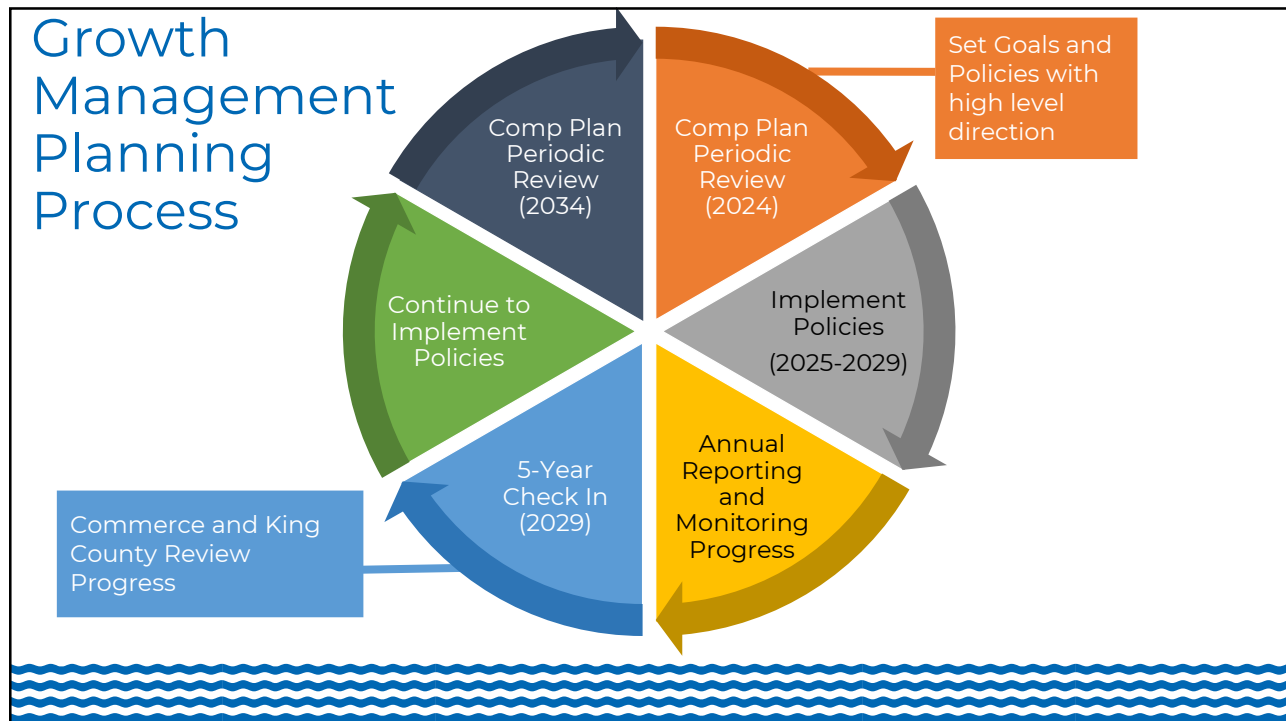 Growth
Management
Planning
Process
Comp Plan
Periodic
Review
(2024)
Set Goals and
Policies with
high level
direction
Implement
Policies
(2025-2029)
Annual
Reporting
and
Monitoring
Progress
5-Year
Check In
(2029)
Commerce and King
County Review
Progress
Continue to
Implement
Policies
Comp Plan
Periodic
Review
(2034)